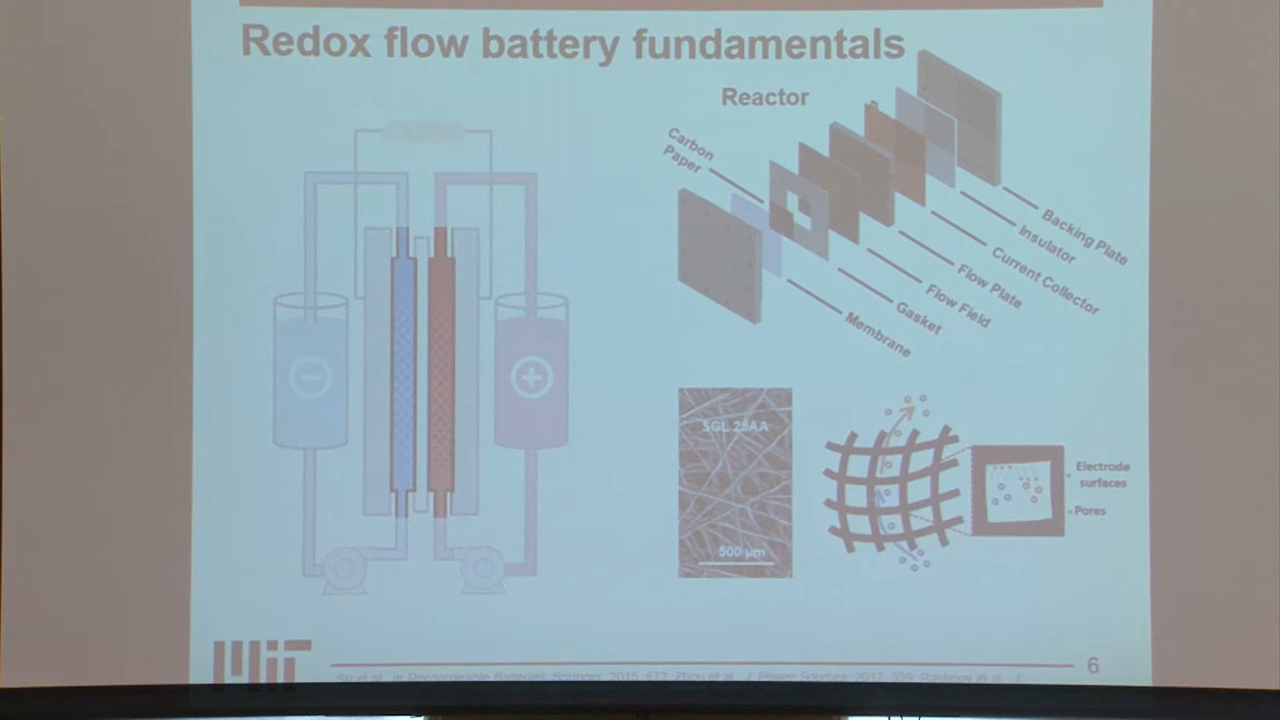 Redox flow battery fundamentals
Reactor
Carbon
Paper
Backing Plate
Insulator
Current Collector
Flow Plate
Flow Field
Gasket
Membrane
SGL 25AA
500 µm
Electrode
surfaces
Pores
MIT
6